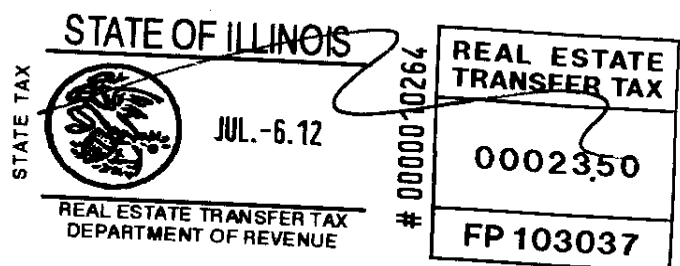 STATE OF ILLINOIS
STATE TAX
JUL.-6.12
REAL ESTATE TRANSFER TAX
DEPARTMENT OF REVENUE
# 0000010264
REAL ESTATE
TRANSFER TAX
0002350
FP 103037